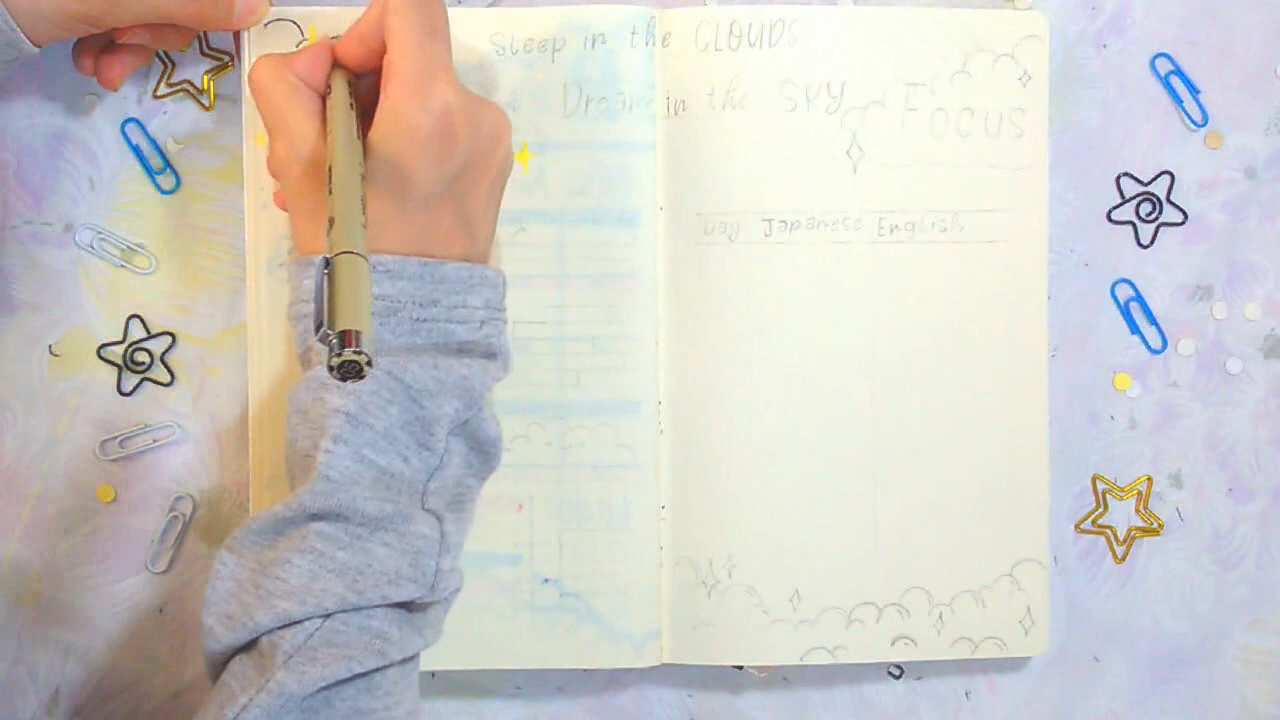 Sleep in the CLOUDS
Dream in the SKY
FOCUS
Day Japanese English